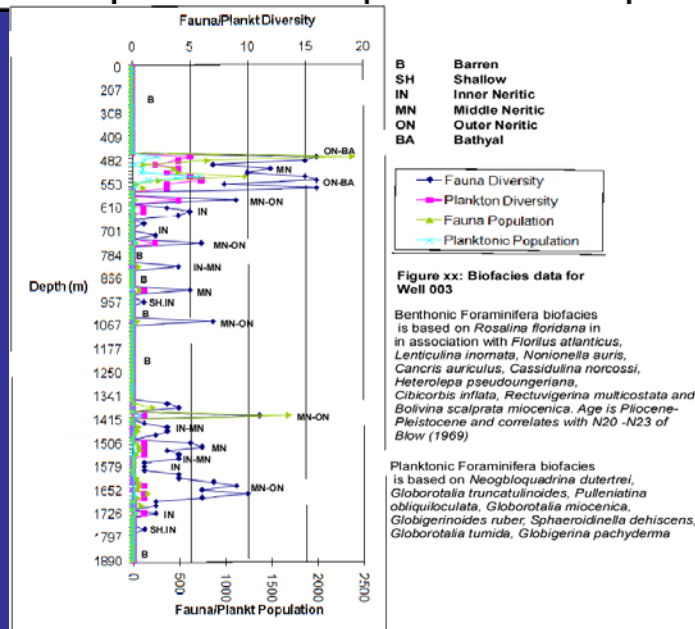 Fauna/Plankt Diversity
0 5 10 15 20
0
207
308
409
482
553
610
701
784
866
957
1067
1177
1250
1341
1415
1506
1579
1652
1726
1797
1890
Depth (m)
B
ON-BA
MN
ON-BA
MN-ON
IN
IN
MN-ON
B
IN-MN
B
MN
SH.IN
B
MN-ON
B
MN-ON
IN-MN
MN
IN-MN
IN
MN-ON
IN
SH.IN
B
0 500 1000 1500 2000 2500
Fauna/Plankt Population
B Barren
SH Shallow
IN Inner Neritic
MN Middle Neritic
ON Outer Neritic
BA Bathyal
Fauna Diversity
Plankton Diversity
Fauna Population
Planktonic Population
Figure xx: Biofacies data for
Well 003
Benthonic Foraminifera biofacies
is based on Rosalina floridana in
in association with Florilus atlanticus,
Lenticulina inornata, Nonionella auris,
Cancris auriculus, Cassidulina norcossi,
Heterolepa pseudoungeriana,
Cibicorbis inflata, Rectuvigerina multicostata and
Bolivina scalprata miocenica. Age is Pliocene-
Pleistocene and correlates with N20 -N23 of
Blow (1969)
Planktonic Foraminifera biofacies
is based on Neogbloquadrina dutertrei,
Globorotalia truncatulinoides, Pulleniatina
obliquiloculata, Globorotalia miocenica,
Globigerinoides ruber, Sphaeroidinella dehiscens,
Globorotalia tumida, Globigerina pachyderma